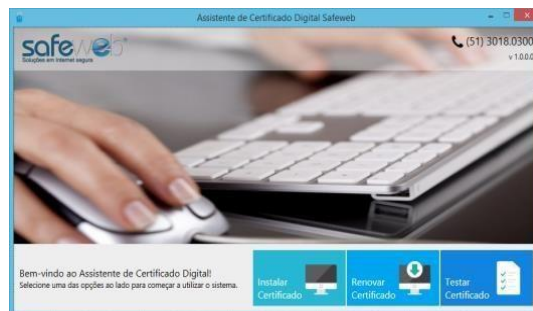 Assistente de Certificado Digital Safeweb
safeweb
Soluções em Internet segura
(51) 3018.0300
v 1.0.0.0
Bem-vindo ao Assistente de Certificado Digital!
Selecione uma das opções ao lado para começar a utilizar o sistema.
Instalar
Certificado
Renovar
Certificado
Testar
Certificado